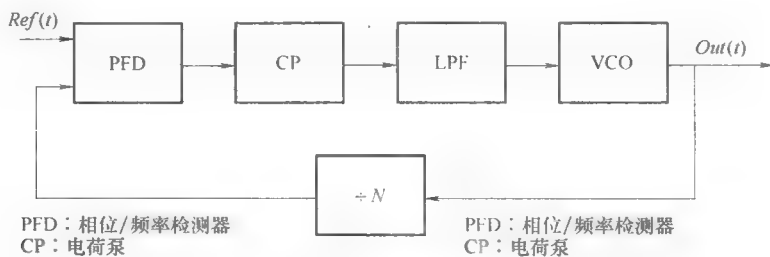 Ref(t)
PFD
CP
LPF
VCO
Out(t)
÷N
PFD：相位/频率检测器
CP：电荷泵
PFD：相位/频率检测器
CP：电荷泵